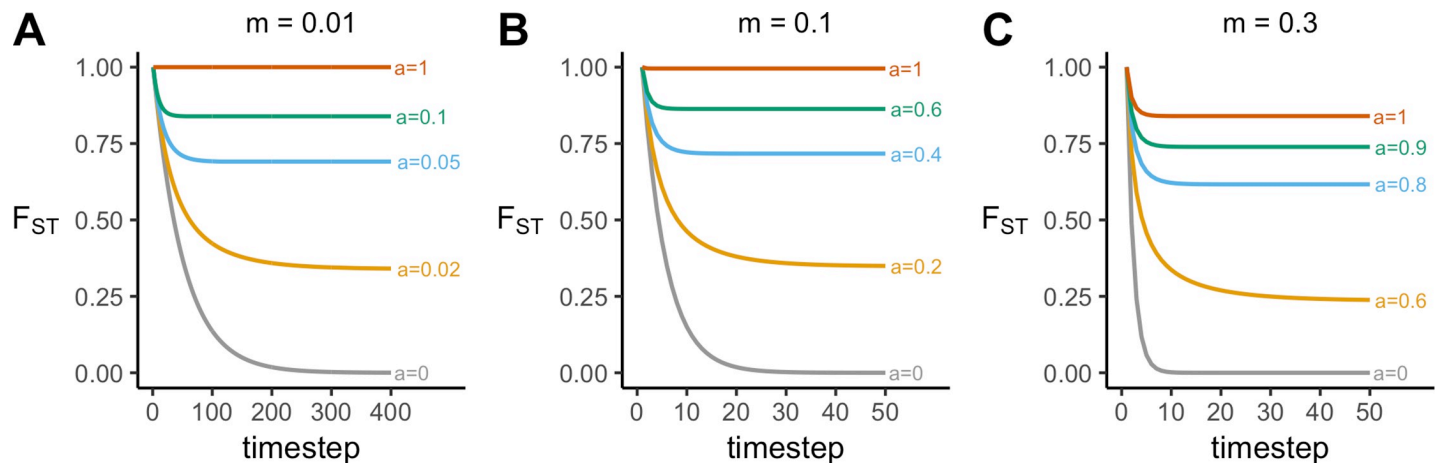 A
m = 0.01
1.00
0.75
0.50
0.25
0.00
F_ST
a=1
a=0.1
a=0.05
a=0.02
a=0
0 100 200 300 400
timestep
B
m = 0.1
1.00
0.75
0.50
0.25
0.00
F_ST
a=1
a=0.6
a=0.4
a=0.2
a=0
0 10 20 30 40 50
timestep
C
m = 0.3
1.00
0.75
0.50
0.25
0.00
F_ST
a=1
a=0.9
a=0.8
a=0.6
a=0
0 10 20 30 40 50
timestep